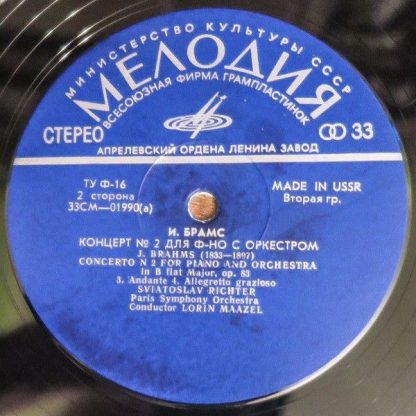 МИНИСТЕРСТВО КУЛЬТУРЫ СССР
МЕЛОДИЯ
ВСЕСОЮЗНАЯ ФИРМА ГРАМПЛАСТИНОК
СТЕРЕО
33
АПРЕЛЕВСКИЙ ОРДЕНА ЛЕНИНА ЗАВОД
ТУ Ф-16
2 сторона
33СМ—01990(а)
MADE IN USSR
Вторая гр.
И. БРАМС
КОНЦЕРТ № 2 ДЛЯ Ф-НО С ОРКЕСТРОМ
J. BRAHMS (1833—1897)
CONCERTO N 2 FOR PIANO AND ORCHESTRA
in B flat Major, op. 83
3. Andante 4. Allegretto grazioso
SVIATOSLAV RICHTER
Paris Symphony Orchestra
Conductor LORIN MAAZEL